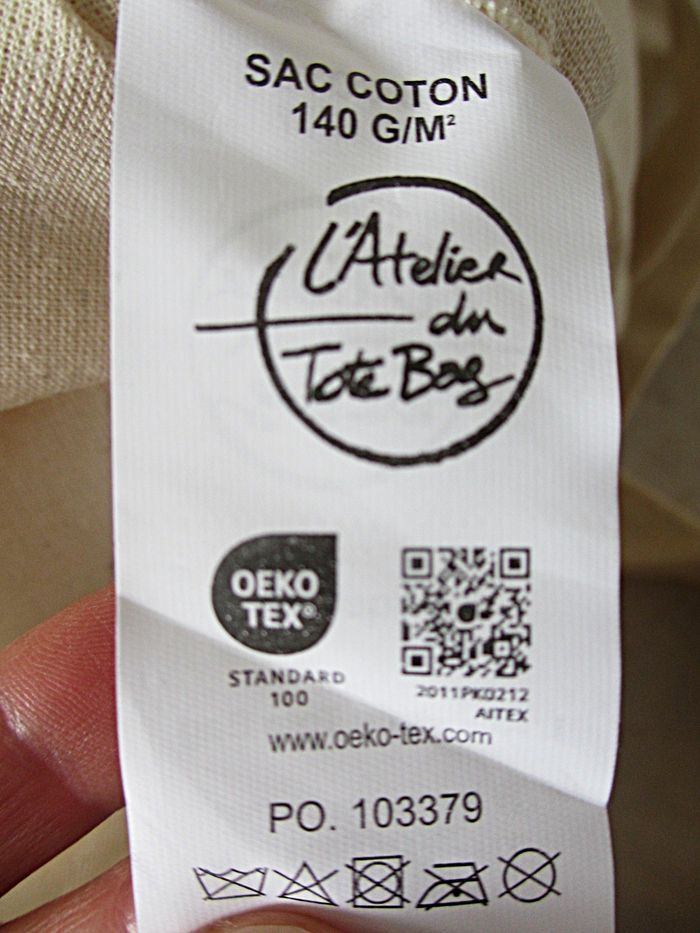 SAC COTON
140 G/M²
L'Atelier
du
Tote Bag
OEKO
TEX®
STANDARD
100
2011PK0212
AITEX
www.oeko-tex.com
PO. 103379